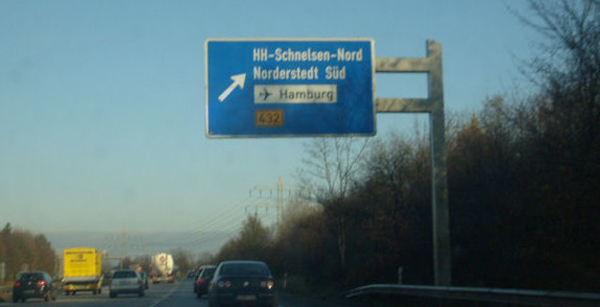 HH-Schnelsen-Nord
Norderstedt Süd
Hamburg
432